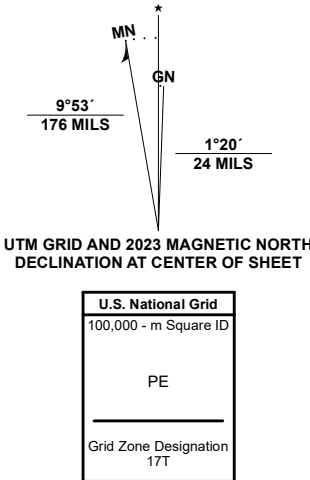 ★
MN
GN
9°53´
176 MILS
1°20´
24 MILS
UTM GRID AND 2023 MAGNETIC NORTH
DECLINATION AT CENTER OF SHEET
U.S. National Grid
100,000 - m Square ID
PE
Grid Zone Designation
17T